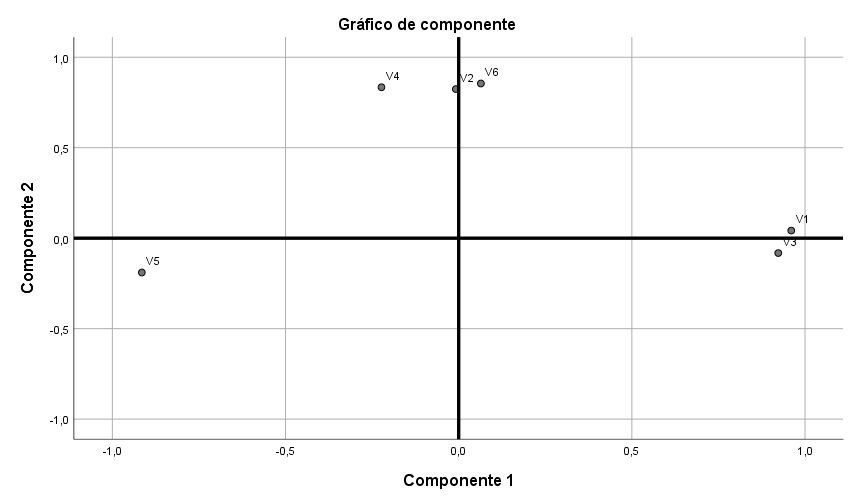 Gráfico de componente
1,0
V4
V2
V6
0,5
Componente 2
0,0
V1
V3
V5
-0,5
-1,0
-1,0
-0,5
0,0
0,5
1,0
Componente 1